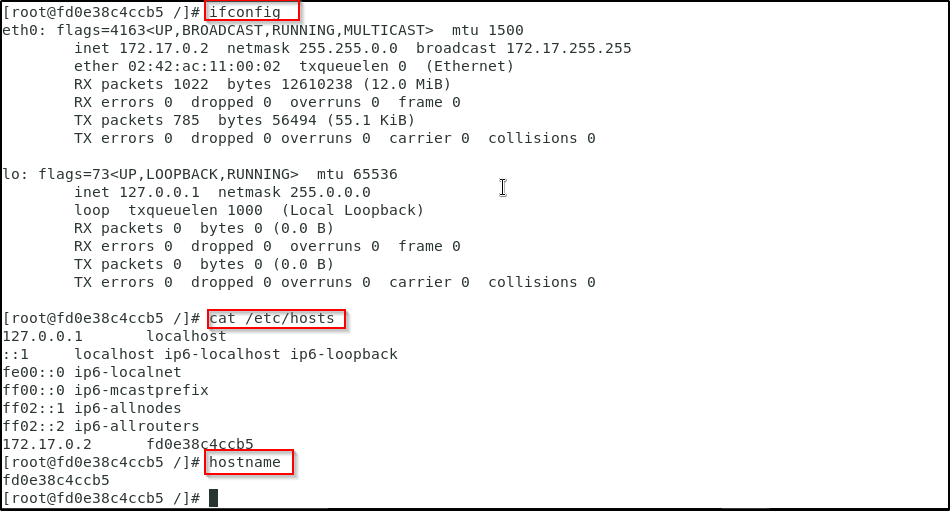 [root@fd0e38c4ccb5 /]# ifconfig
eth0: flags=4163<UP,BROADCAST,RUNNING,MULTICAST>  mtu 1500
        inet 172.17.0.2  netmask 255.255.0.0  broadcast 172.17.255.255
        ether 02:42:ac:11:00:02  txqueuelen 0  (Ethernet)
        RX packets 1022  bytes 12610238 (12.0 MiB)
        RX errors 0  dropped 0  overruns 0  frame 0
        TX packets 785  bytes 56494 (55.1 KiB)
        TX errors 0  dropped 0 overruns 0  carrier 0  collisions 0

lo: flags=73<UP,LOOPBACK,RUNNING>  mtu 65536
        inet 127.0.0.1  netmask 255.0.0.0
        loop  txqueuelen 1000  (Local Loopback)
        RX packets 0  bytes 0 (0.0 B)
        RX errors 0  dropped 0  overruns 0  frame 0
        TX packets 0  bytes 0 (0.0 B)
        TX errors 0  dropped 0 overruns 0  carrier 0  collisions 0

[root@fd0e38c4ccb5 /]# cat /etc/hosts
127.0.0.1       localhost
::1     localhost ip6-localhost ip6-loopback
fe00::0 ip6-localnet
ff00::0 ip6-mcastprefix
ff02::1 ip6-allnodes
ff02::2 ip6-allrouters
172.17.0.2      fd0e38c4ccb5
[root@fd0e38c4ccb5 /]# hostname
fd0e38c4ccb5
[root@fd0e38c4ccb5 /]#